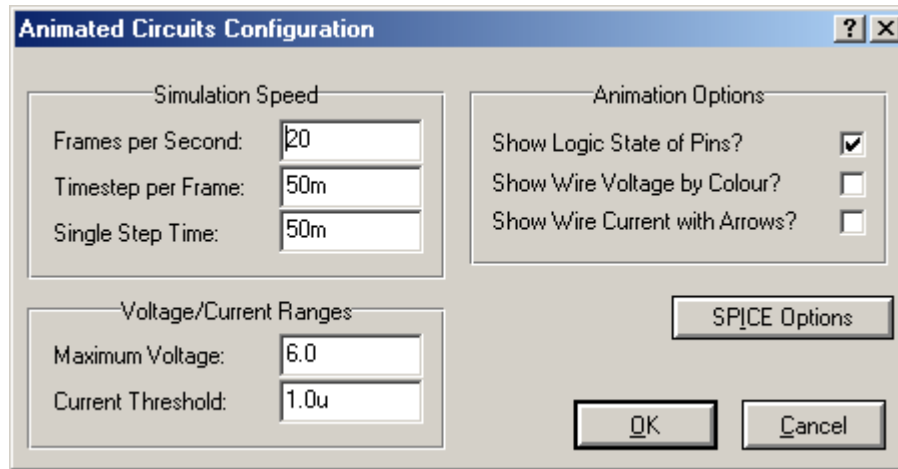 Animated Circuits Configuration
Simulation Speed
Frames per Second: 20
Timestep per Frame: 50m
Single Step Time: 50m
Animation Options
Show Logic State of Pins?
Show Wire Voltage by Colour?
Show Wire Current with Arrows?
Voltage/Current Ranges
Maximum Voltage: 6.0
Current Threshold: 1.0u
SPICE Options
OK Cancel